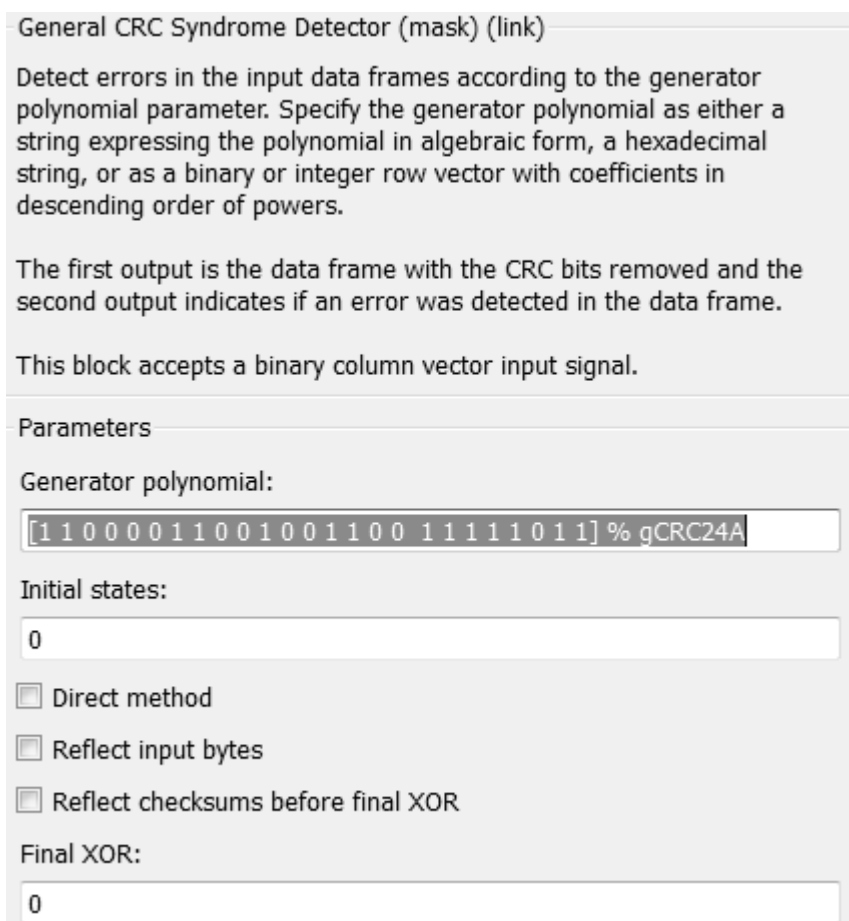 General CRC Syndrome Detector (mask) (link)
Detect errors in the input data frames according to the generator
polynomial parameter. Specify the generator polynomial as either a
string expressing the polynomial in algebraic form, a hexadecimal
string, or as a binary or integer row vector with coefficients in
descending order of powers.
The first output is the data frame with the CRC bits removed and the
second output indicates if an error was detected in the data frame.
This block accepts a binary column vector input signal.
Parameters
Generator polynomial:
[1 1 0 0 0 0 1 1 0 0 1 0 0 1 1 0 0  1 1 1 1 1 0 1 1] % gCRC24A
Initial states:
0
Direct method
Reflect input bytes
Reflect checksums before final XOR
Final XOR:
0